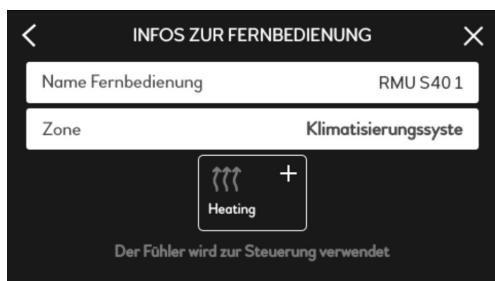 INFOS ZUR FERNBEDIENUNG
Name Fernbedienung RMU S40 1
Zone Klimatisierungssyste
Heating
Der Fühler wird zur Steuerung verwendet